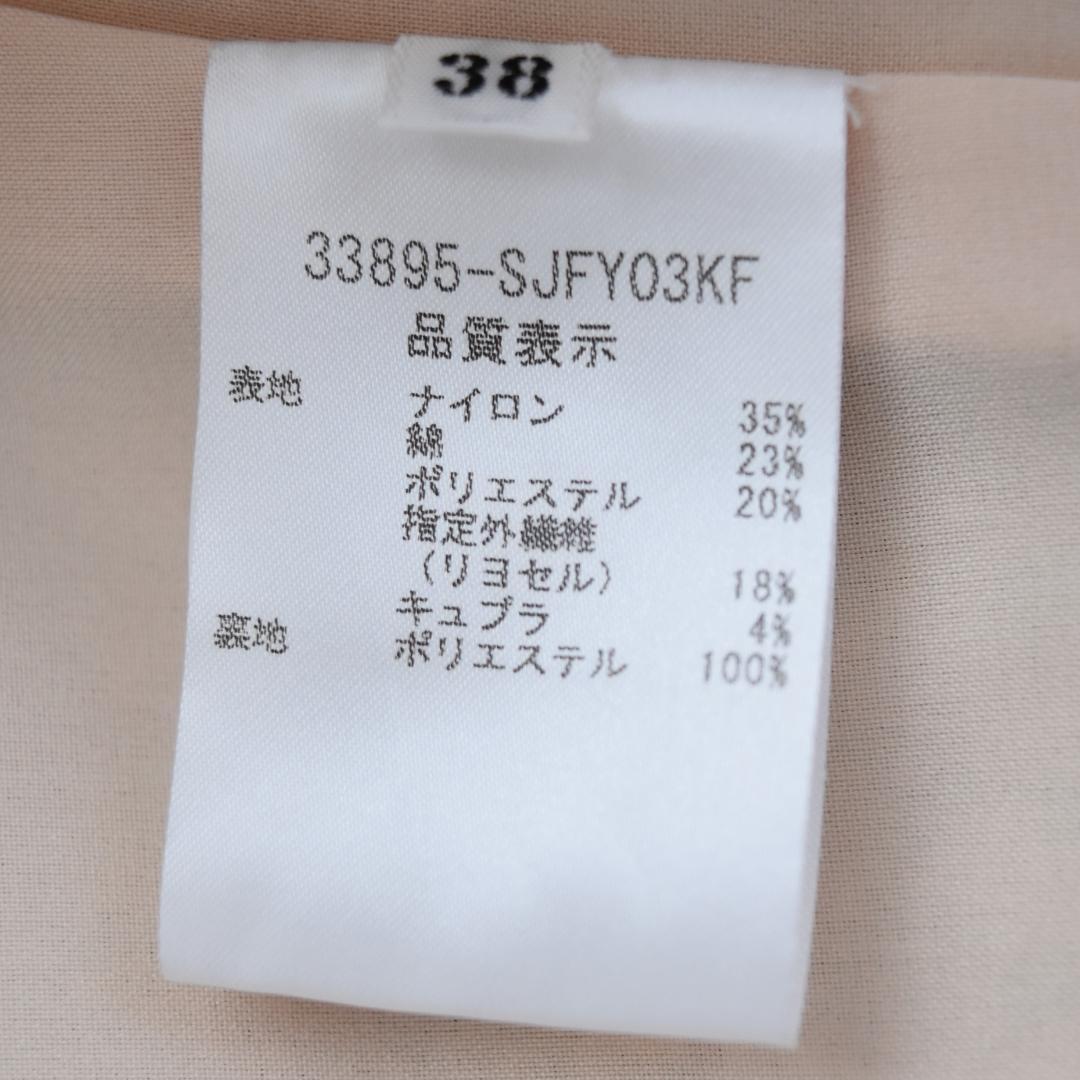 38
33895-SJFY03KF
品質表示
表地 ナイロン 35%
綿 23%
ポリエステル 20%
指定外繊維
(リヨセル) 18%
キュプラ 4%
裏地 ポリエステル 100%